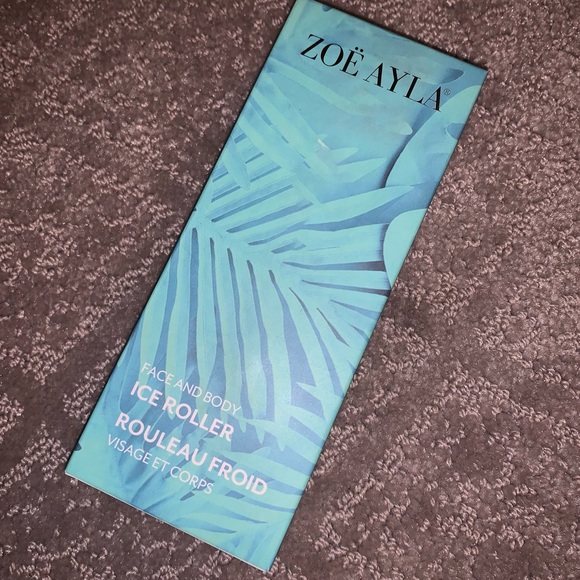 ZOË AYLA®
FACE AND BODY
ICE ROLLER
ROULEAU FROID
VISAGE ET CORPS